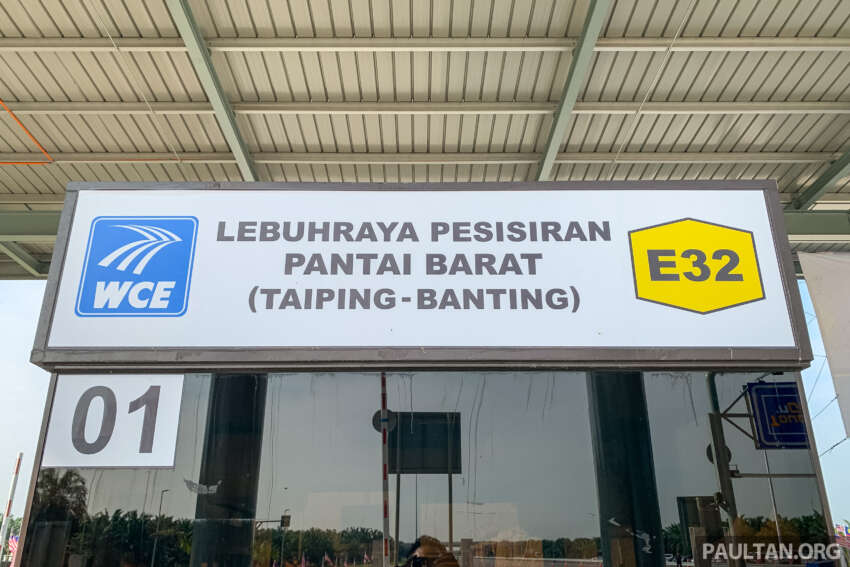 LEBUHRAYA PESISIRAN
PANTAI BARAT
(TAIPING-BANTING)
WCE
E32
01
PAULTAN.ORG